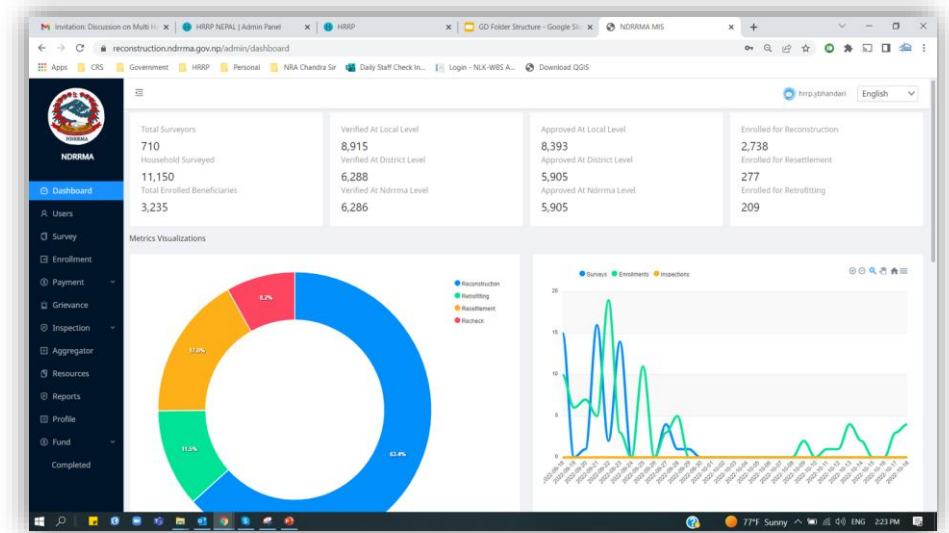 Invitation: Discussion on Multi H
HRRP NEPAL | Admin Panel
HRRP
GD Folder Structure - Google Sli
NDRRMA MIS
reconstruction.ndrrma.gov.np/admin/dashboard
Apps
CRS
Government
HRRP
Personal
NRA Chandra Sir
Daily Staff Check In...
Login - NLK-WBS A...
Download QGIS
hrrp.ybhandari
English
NDRRMA
Dashboard
Users
Survey
Enrollment
Payment
Grievance
Inspection
Aggregator
Resources
Reports
Profile
Fund
Completed
Total Surveyors
710
Household Surveyed
11,150
Total Enrolled Beneficiaries
3,235
Verified At Local Level
8,915
Verified At District Level
6,288
Verified At Ndrrma Level
6,286
Approved At Local Level
8,393
Approved At District Level
5,905
Approved At Ndrrma Level
5,905
Enrolled for Reconstruction
2,738
Enrolled for Resettlement
277
Enrolled for Retrofitting
209
Metrics Visualizations
Reconstruction
Retrofitting
Resettlement
Recheck
8.2%
11.5%
63.4%
Surveys
Enrollments
Inspections
20
15
10
5
0
77°F Sunny
ENG
2:23 PM